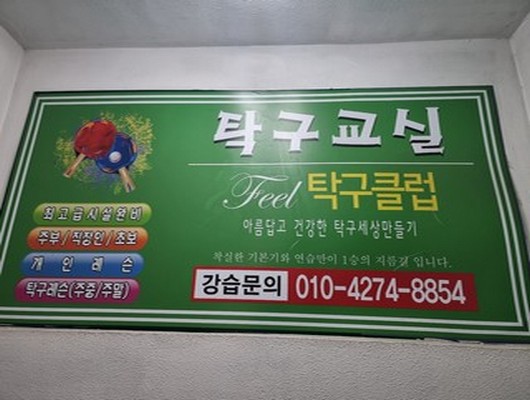 탁구교실
Feel 탁구클럽
아름답고 건강한 탁구세상만들기
착실한 기본기와 연습만이 1승의 지름길 입니다.
강습문의 010-4274-8854
최고급시설완비
주부/직장인/초보
개인레슨
탁구레슨(주중/주말)